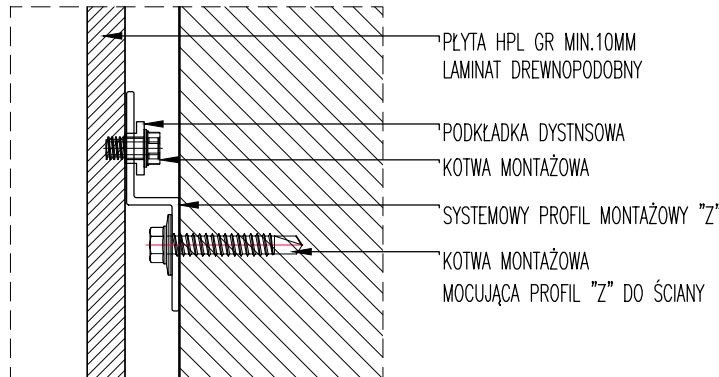 PŁYTA HPL GR MIN.10MM
LAMINAT DREWNOPODOBNY
PODKŁADKA DYSTNSOWA
KOTWA MONTAŻOWA
SYSTEMOWY PROFIL MONTAŻOWY "Z"
KOTWA MONTAŻOWA
MOCUJĄCA PROFIL "Z" DO ŚCIANY